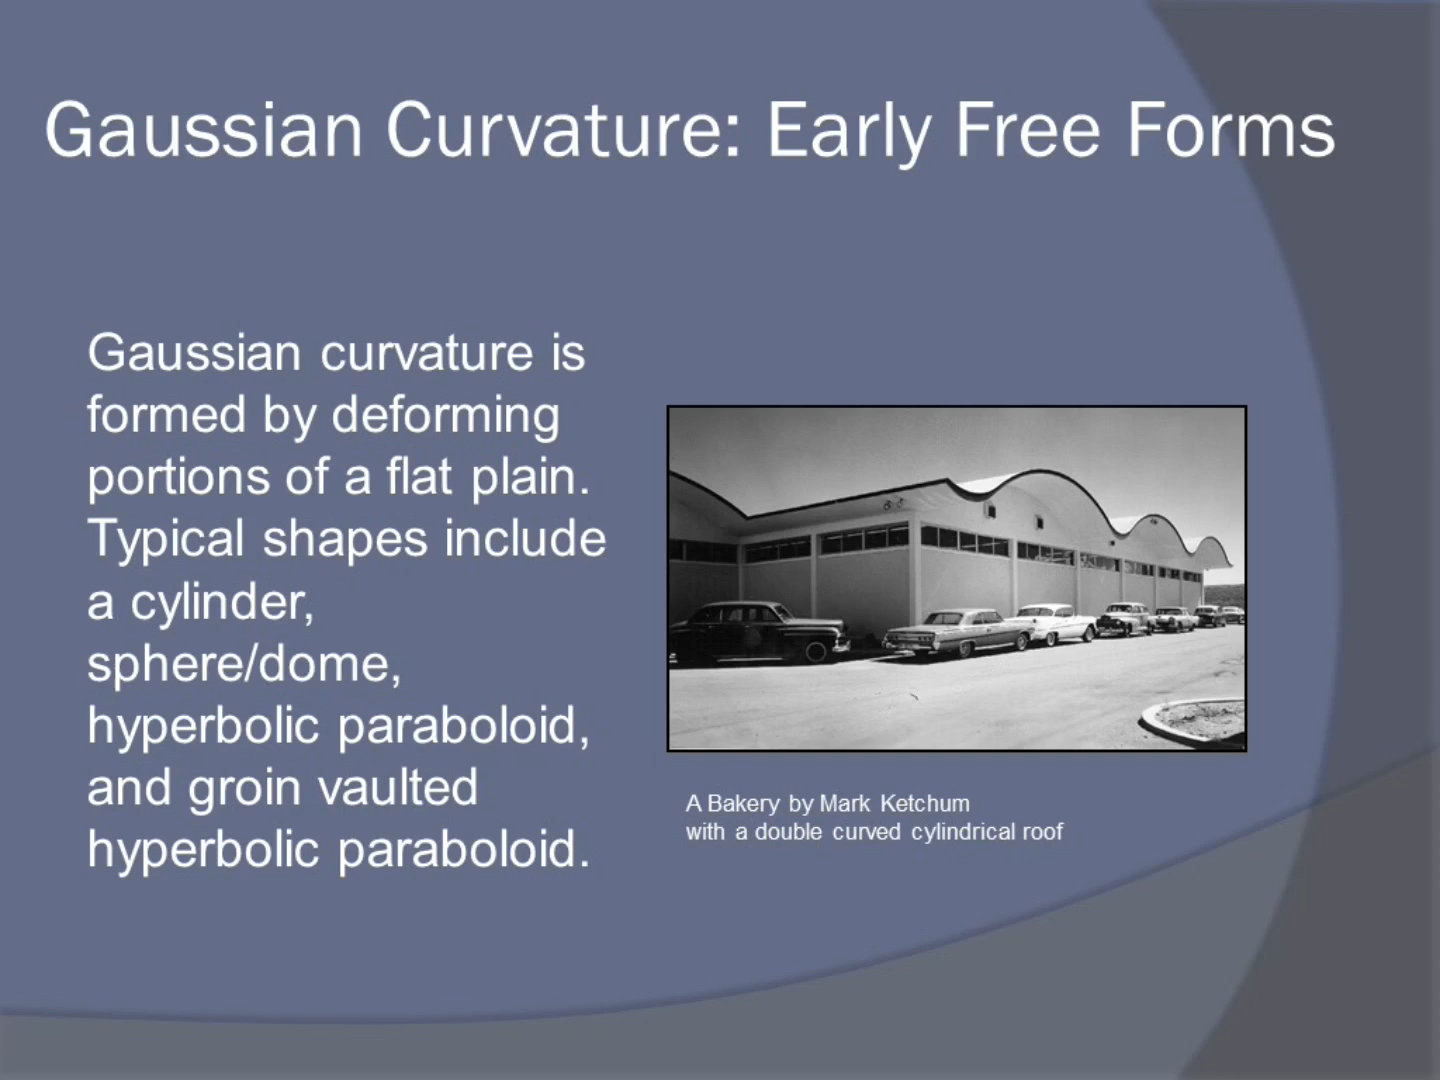 Gaussian Curvature: Early Free Forms
Gaussian curvature is
formed by deforming
portions of a flat plain.
Typical shapes include
a cylinder,
sphere/dome,
hyperbolic paraboloid,
and groin vaulted
hyperbolic paraboloid.
A Bakery by Mark Ketchum
with a double curved cylindrical roof